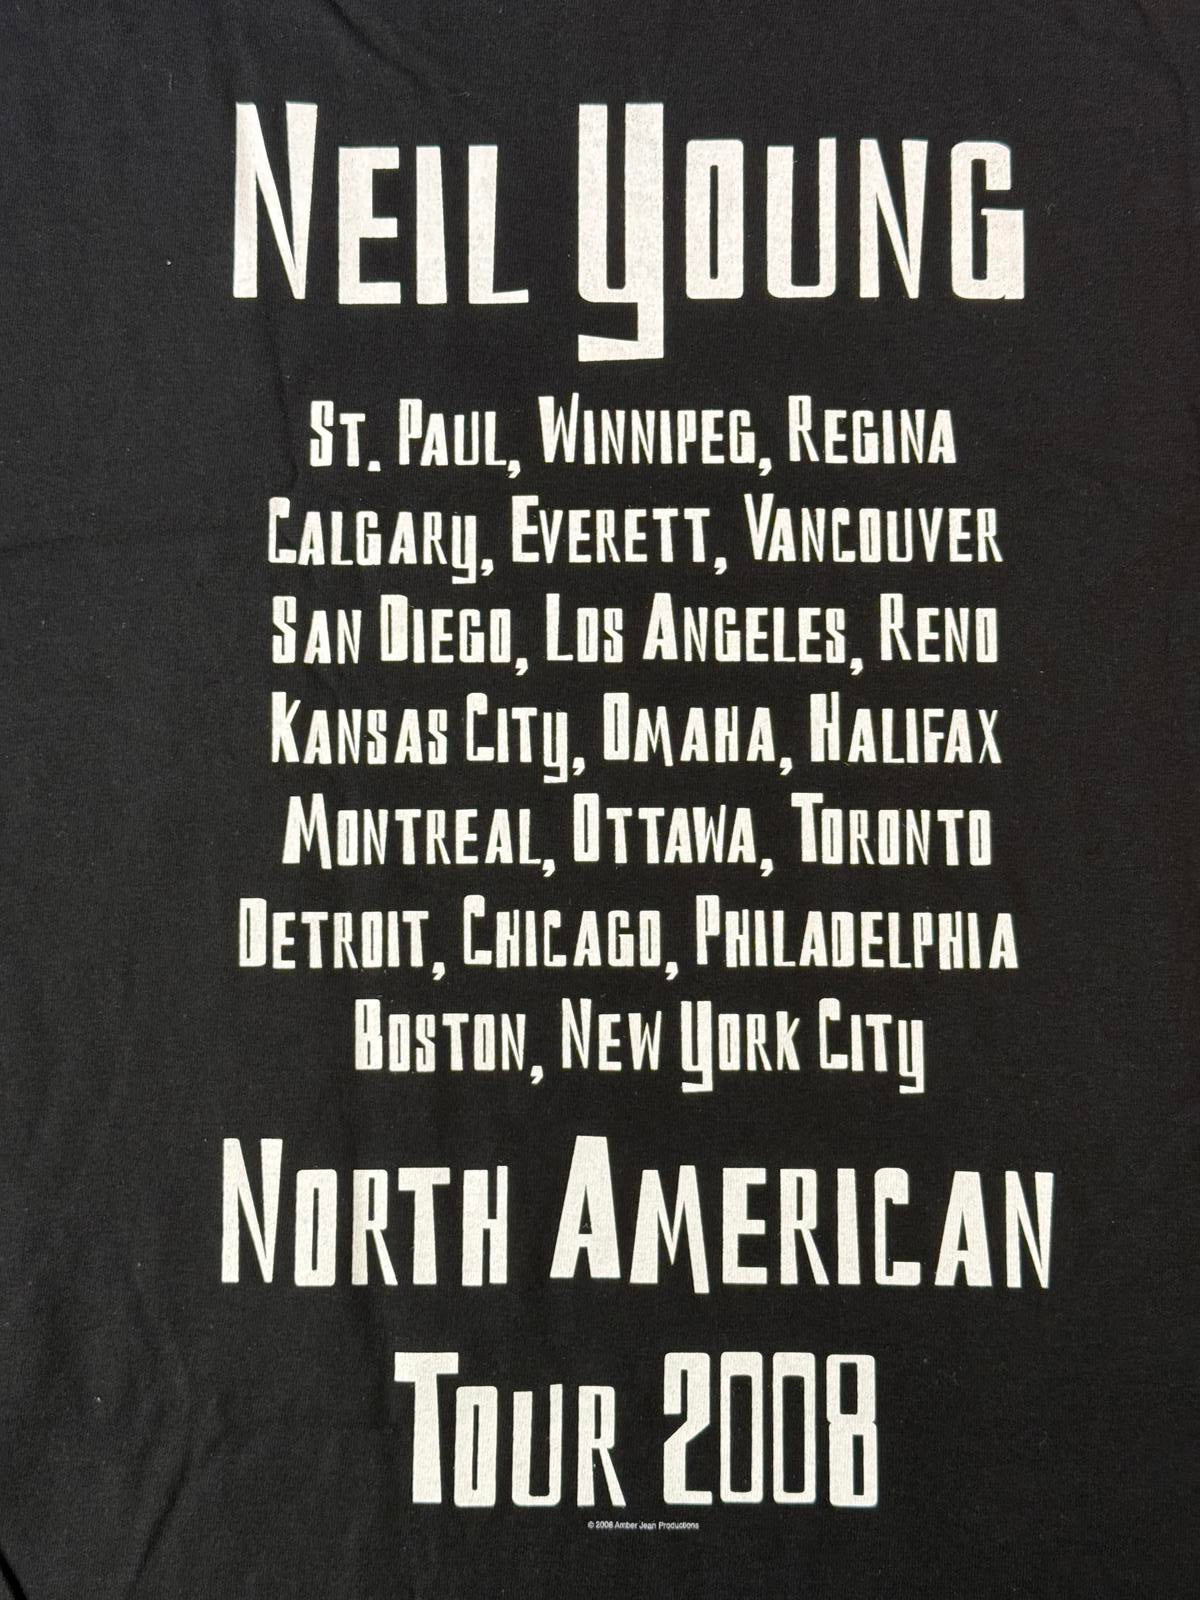 Neil Young
St. Paul, Winnipeg, Regina
Calgary, Everett, Vancouver
San Diego, Los Angeles, Reno
Kansas City, Omaha, Halifax
Montreal, Ottawa, Toronto
Detroit, Chicago, Philadelphia
Boston, New York City
North American
Tour 2008
© 2008 Amber Jean Productions